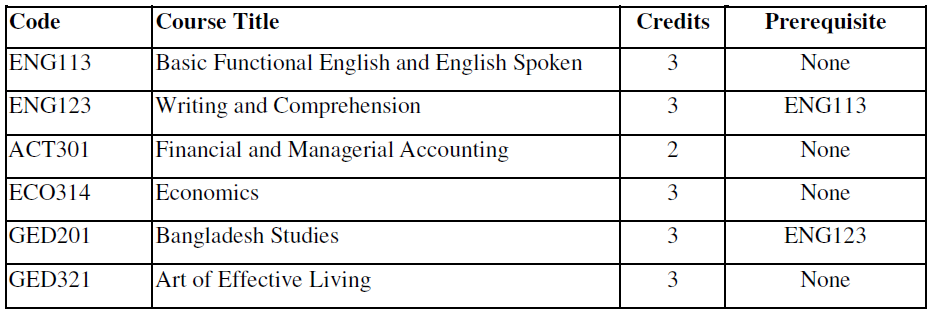 Code Course Title Credits Prerequisite
ENG113 Basic Functional English and English Spoken 3 None
ENG123 Writing and Comprehension 3 ENG113
ACT301 Financial and Managerial Accounting 2 None
ECO314 Economics 3 None
GED201 Bangladesh Studies 3 ENG123
GED321 Art of Effective Living 3 None